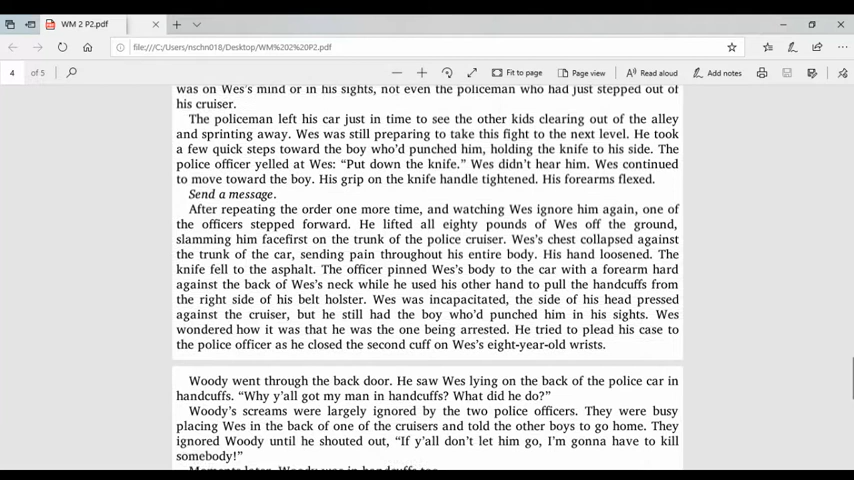 WM 2 P2.pdf
file:///C:/Users/nschn018/Desktop/WM%202%20P2.pdf
4 of 5 Fit to page Page view Read aloud Add notes
was on Wes's mind or in his sights, not even the policeman who had just stepped out of
his cruiser.
The policeman left his car just in time to see the other kids clearing out of the alley
and sprinting away. Wes was still preparing to take this fight to the next level. He took
a few quick steps toward the boy who'd punched him, holding the knife to his side. The
police officer yelled at Wes: “Put down the knife.” Wes didn't hear him. Wes continued
to move toward the boy. His grip on the knife handle tightened. His forearms flexed.
Send a message.
After repeating the order one more time, and watching Wes ignore him again, one of
the officers stepped forward. He lifted all eighty pounds of Wes off the ground,
slamming him facefirst on the trunk of the police cruiser. Wes's chest collapsed against
the trunk of the car, sending pain throughout his entire body. His hand loosened. The
knife fell to the asphalt. The officer pinned Wes's body to the car with a forearm hard
against the back of Wes's neck while he used his other hand to pull the handcuffs from
the right side of his belt holster. Wes was incapacitated, the side of his head pressed
against the cruiser, but he still had the boy who'd punched him in his sights. Wes
wondered how it was that he was the one being arrested. He tried to plead his case to
the police officer as he closed the second cuff on Wes's eight-year-old wrists.
Woody went through the back door. He saw Wes lying on the back of the police car in
handcuffs. “Why y'all got my man in handcuffs? What did he do?”
Woody's screams were largely ignored by the two police officers. They were busy
placing Wes in the back of one of the cruisers and told the other boys to go home. They
ignored Woody until he shouted out, “If y'all don't let him go, I'm gonna have to kill
somebody!”
Moments later, Woody was in handcuffs too.